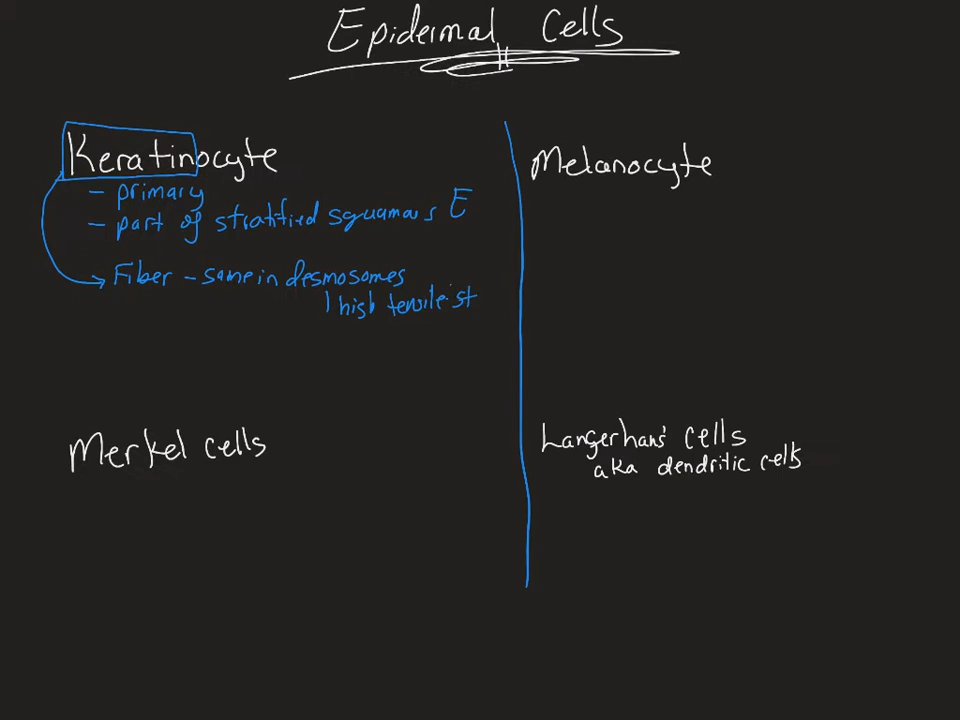 Epidermal Cells
Keratinocyte
- primary
- part of stratified squamous E
→ Fiber - same in desmosomes
high tensile st
Melanocyte
Merkel cells
Langerhans' cells
aka dendritic cells